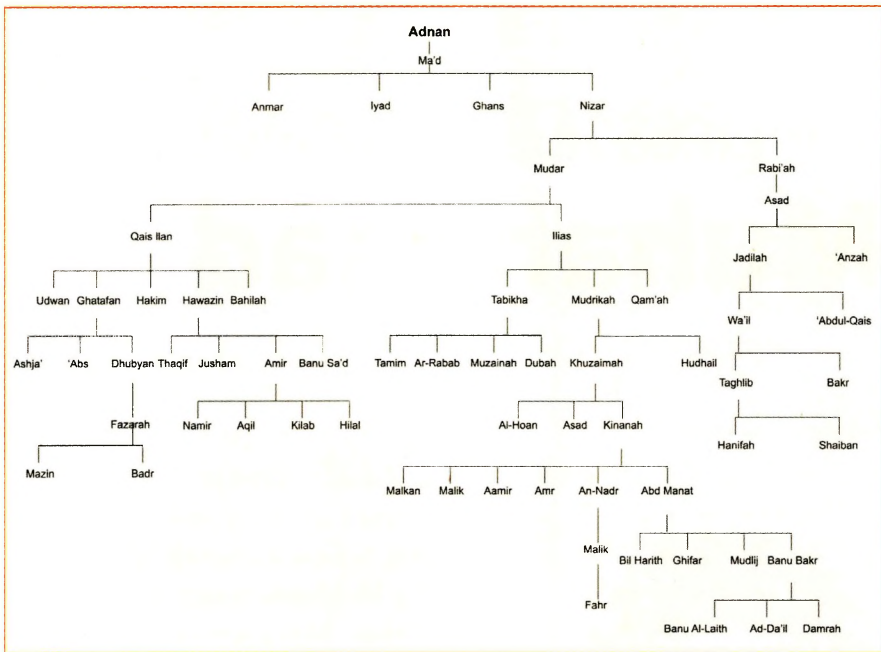 Adnan
Ma'd
Anmar Iyad Ghans Nizar
Mudar Rabi'ah
Asad
Qais Ilan Ilias
Jadilah 'Anzah
Udwan Ghatafan Hakim Hawazin Bahilah Tabikha Mudrikah Qam'ah
Wa'il 'Abdul-Qais
Ashja' 'Abs Dhubyan Thaqif Jusham Amir Banu Sa'd Tamim Ar-Rabab Muzainah Dubah Khuzaimah Hudhail
Taghlib Bakr
Fazarah Namir Aqil Kilab Hilal Al-Hoan Asad Kinanah
Hanifah Shaiban
Mazin Badr
Malkan Malik Aamir Amr An-Nadr Abd Manat
Malik
Bil Harith Ghifar Mudlij Banu Bakr
Fahr
Banu Al-Laith Ad-Da'il Damrah